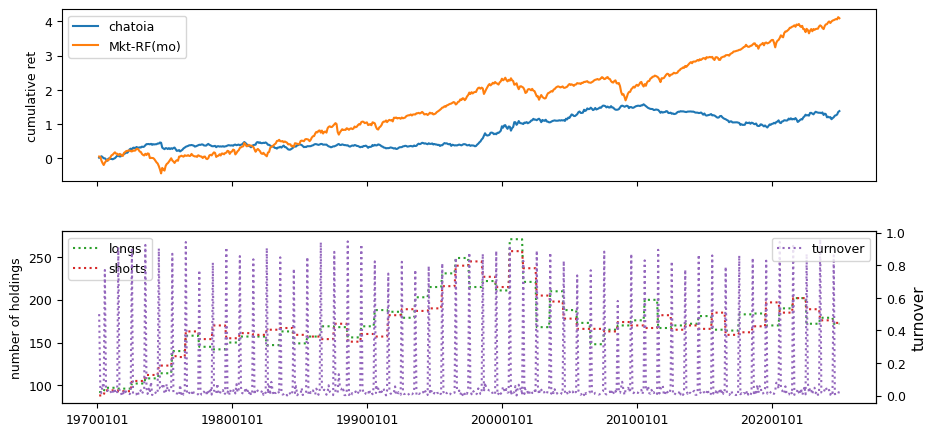 chatoia
Mkt-RF(mo)
cumulative ret
4
3
2
1
0
longs
shorts
turnover
number of holdings
250
200
150
100
1.0
0.8
0.6
0.4
0.2
0.0
turnover
19700101 19800101 19900101 20000101 20100101 20200101